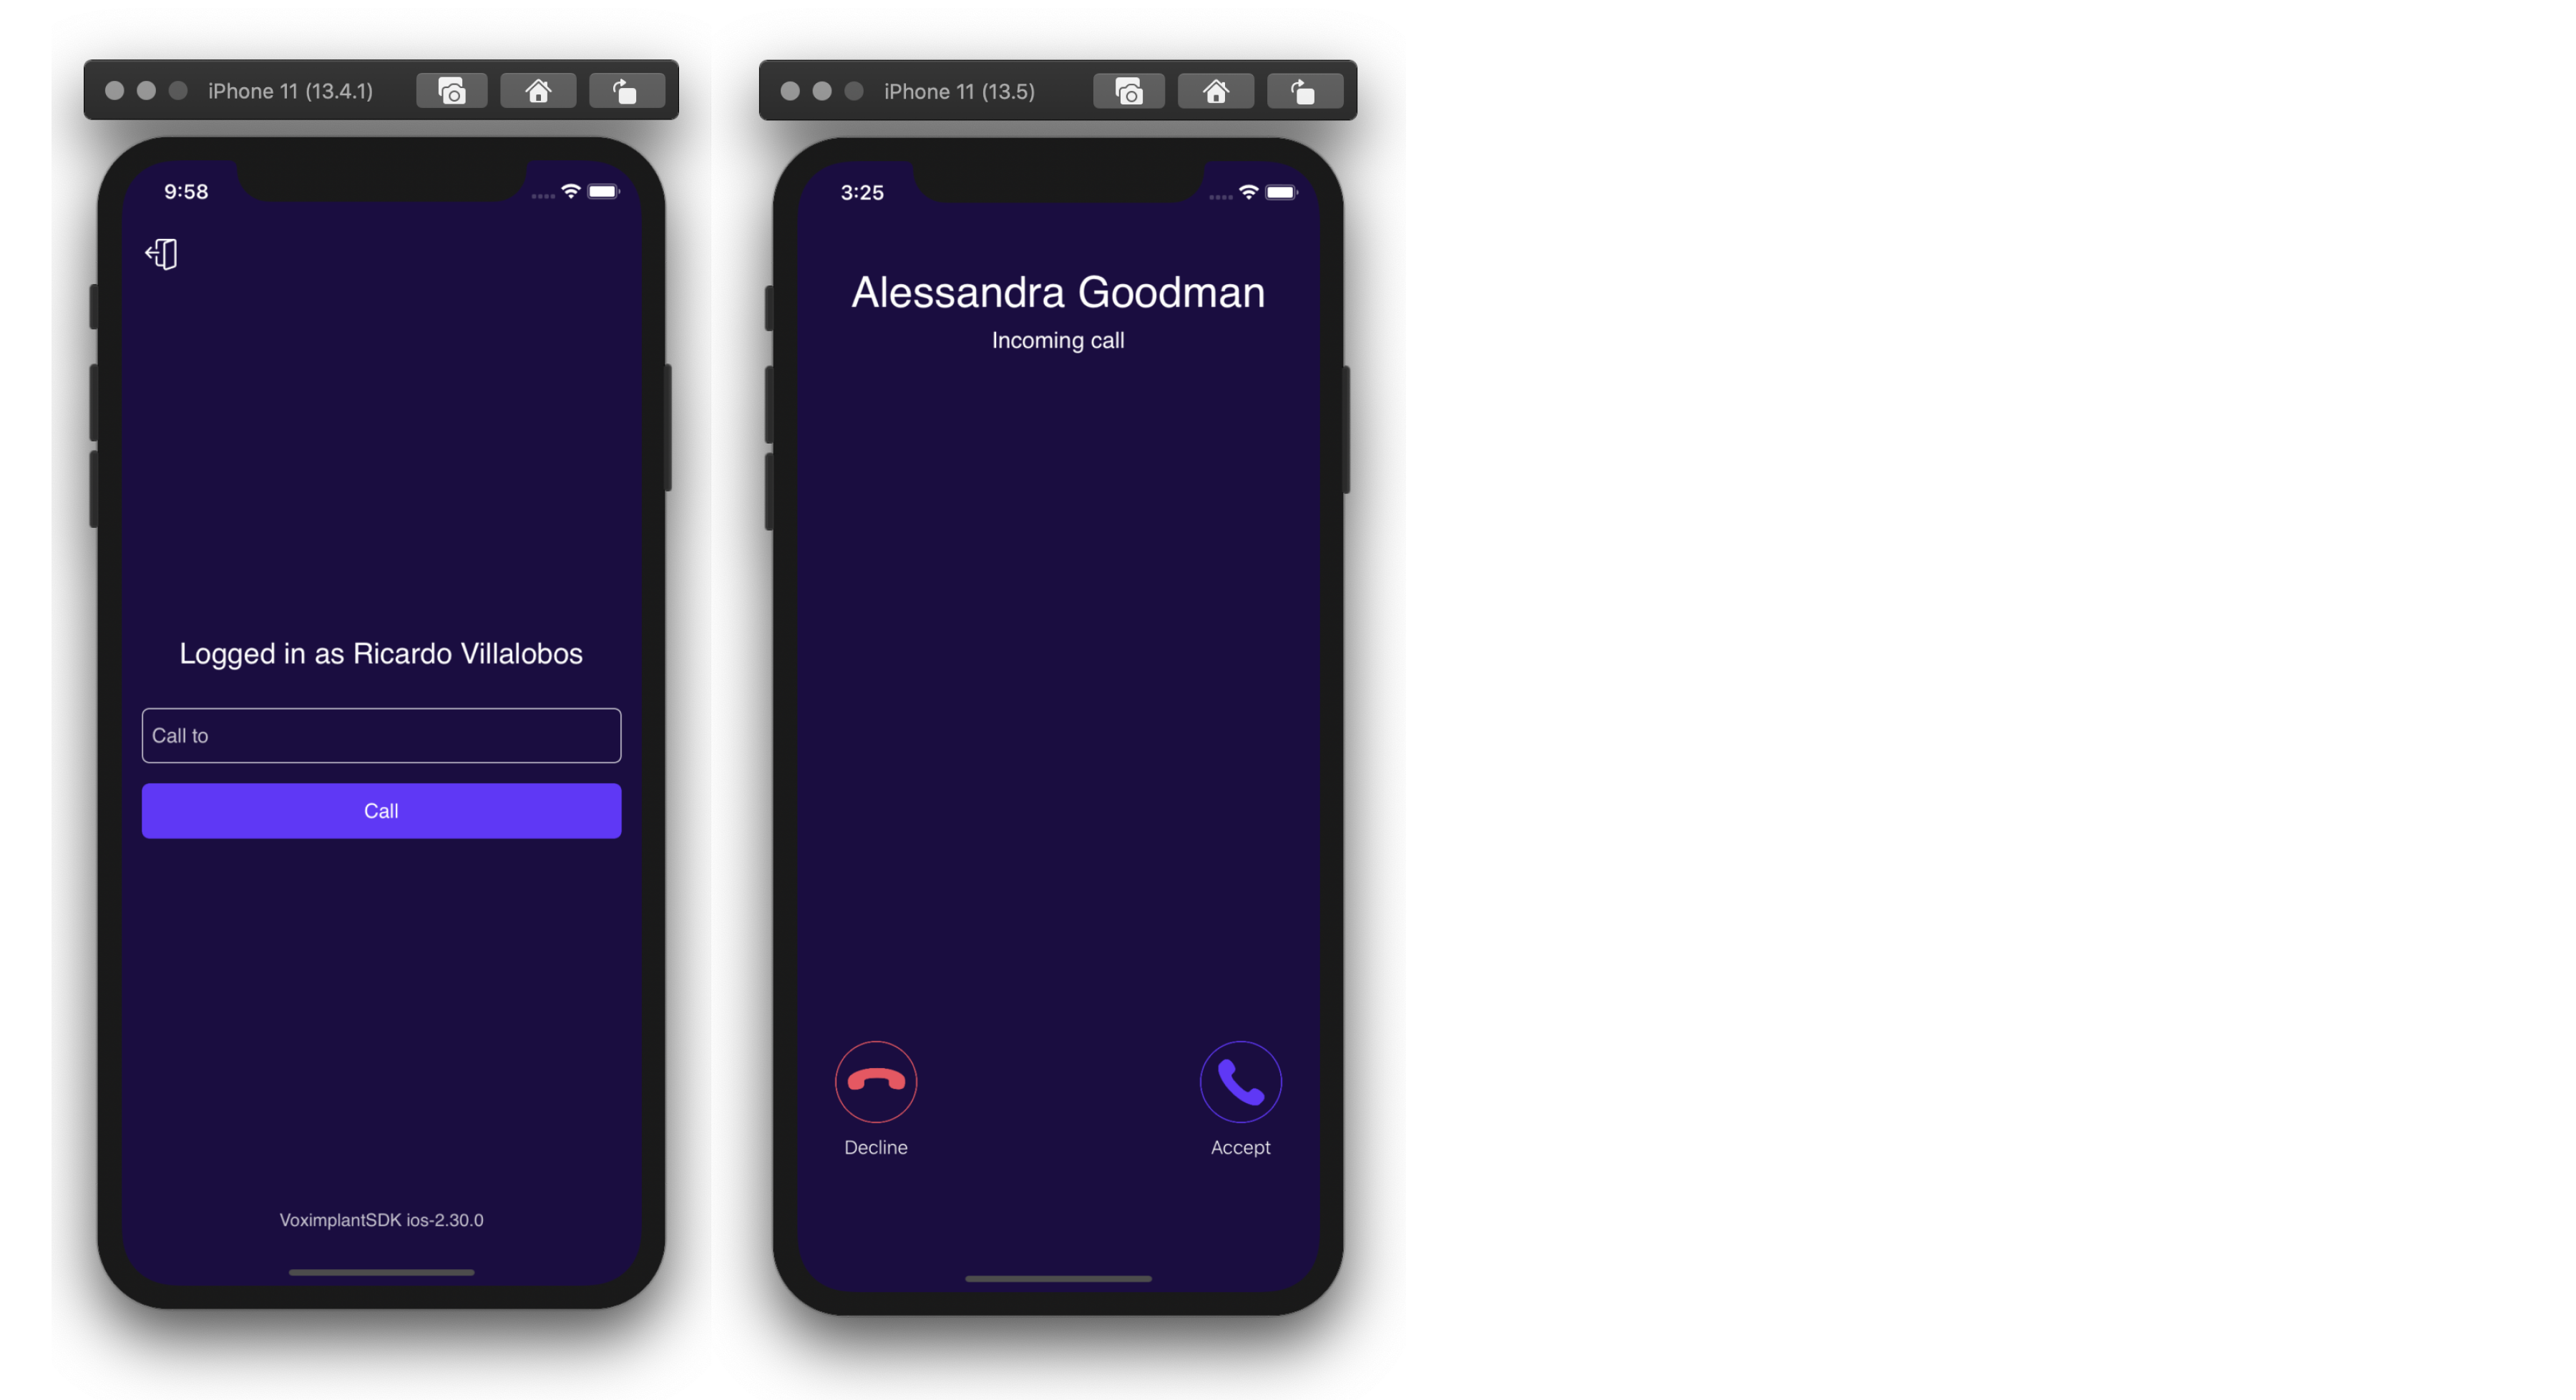 iPhone 11 (13.4.1)
9:58
Logged in as Ricardo Villalobos
Call to
Call
VoximplantSDK ios-2.30.0
iPhone 11 (13.5)
3:25
Alessandra Goodman
Incoming call
Decline
Accept